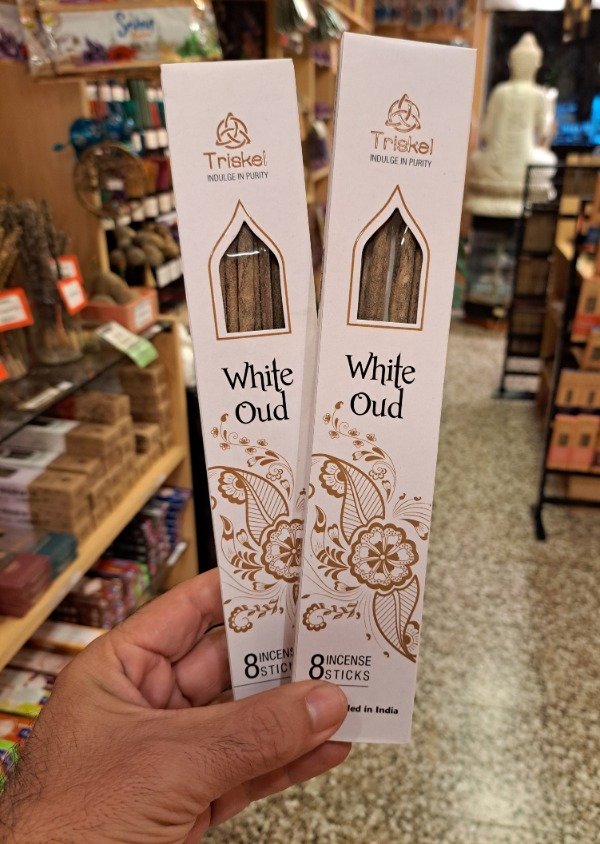 Triskel
INDULGE IN PURITY
White
Oud
8 INCENSE
STICK
Triskel
INDULGE IN PURITY
White
Oud
8 INCENSE
STICKS
led in India